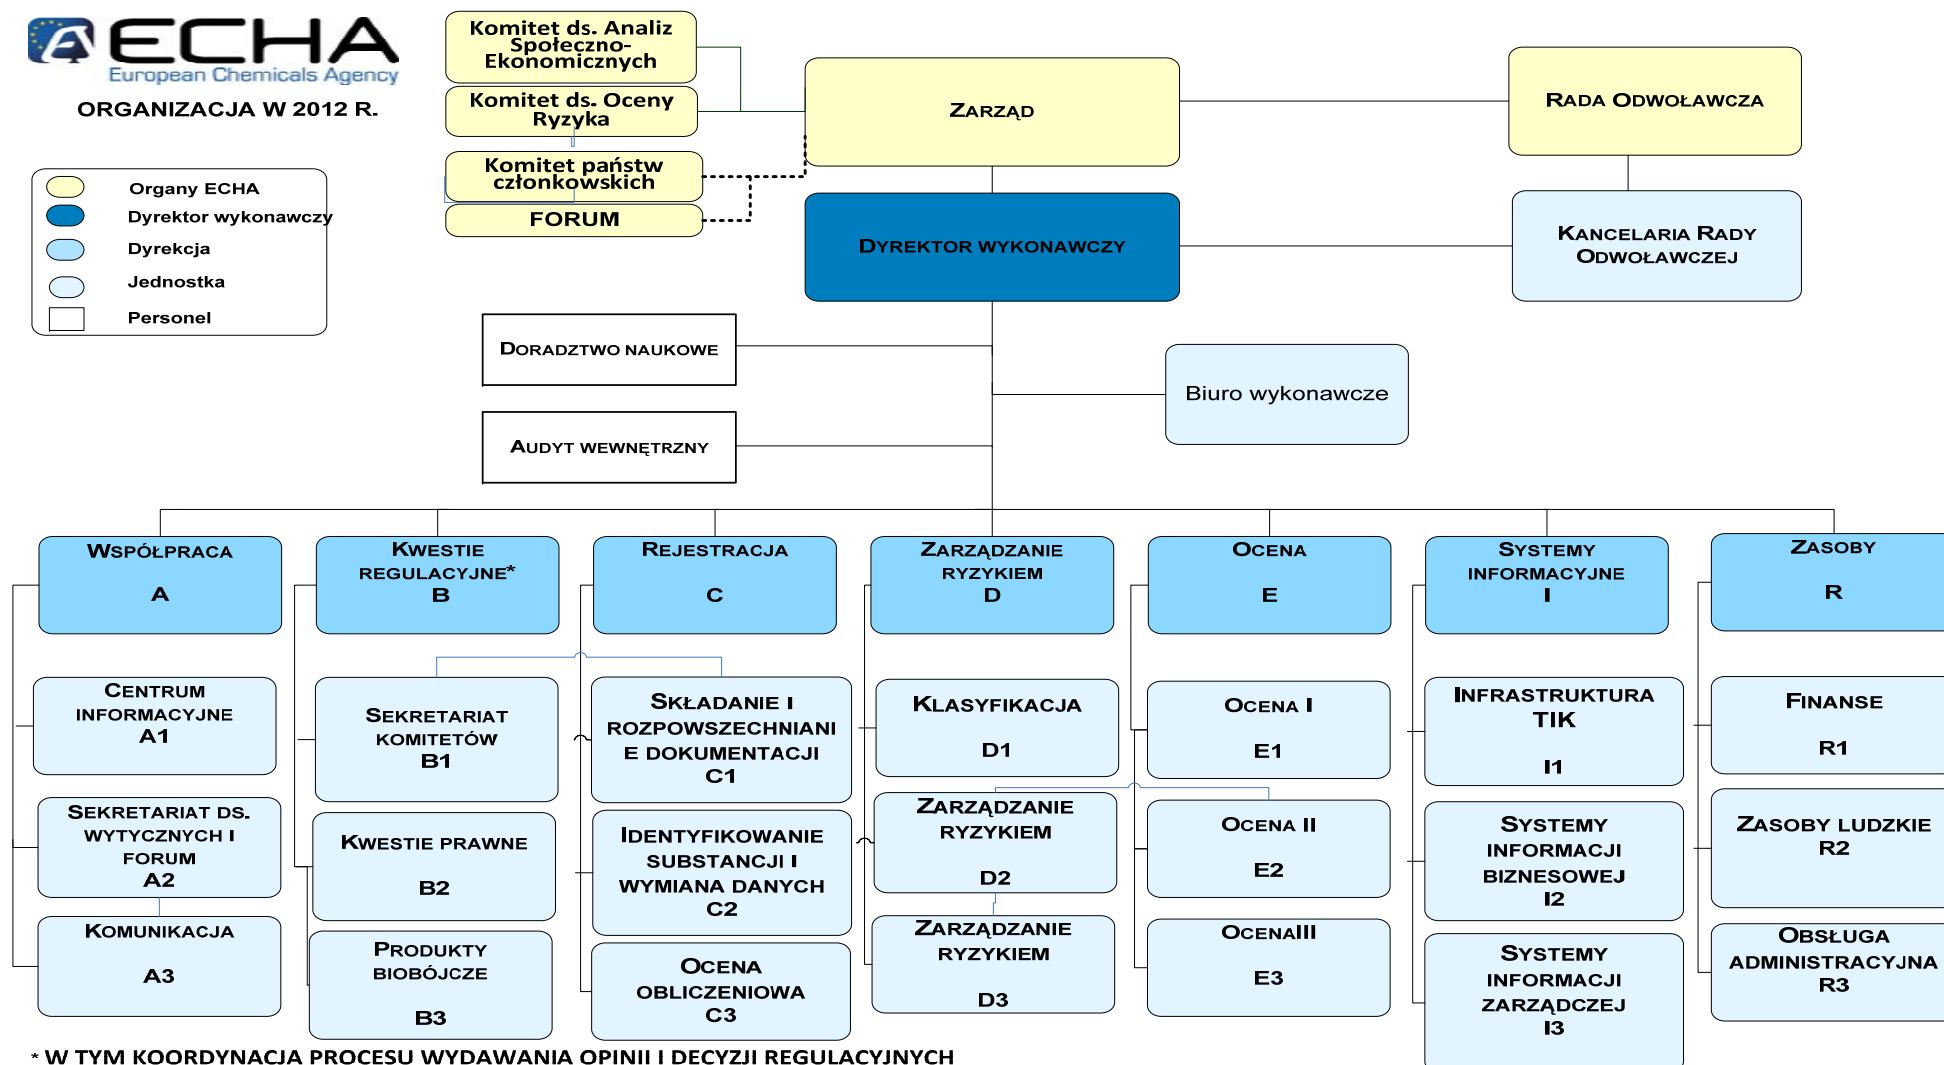 ECHA
European Chemicals Agency
ORGANIZACJA W 2012 R.
Organy ECHA
Dyrektor wykonawczy
Dyrekcja
Jednostka
Personel
Komitet ds. Analiz
Społeczno-
Ekonomicznych
Komitet ds. Oceny
Ryzyka
Komitet państw
członkowskich
FORUM
ZARZĄD
RADA ODWOŁAWCZA
DYREKTOR WYKONAWCZY
KANCELARIA RADY
ODWOŁAWCZEJ
DORADZTWO NAUKOWE
Biuro wykonawcze
AUDYT WEWNĘTRZNY
WSPÓŁPRACA
A
KWESTIE
REGULACYJNE*
B
REJESTRACJA
C
ZARZĄDZANIE
RYZYKIEM
D
OCENA
E
SYSTEMY
INFORMACYJNE
I
ZASOBY
R
CENTRUM
INFORMACYJNE
A1
SEKRETARIAT DS.
WYTYCZNYCH I
FORUM
A2
KOMUNIKACJA
A3
SEKRETARIAT
KOMITETÓW
B1
KWESTIE PRAWNE
B2
PRODUKTY
BIOBÓJCZE
B3
SKŁADANIE I
ROZPOWSZECHNIANI
E DOKUMENTACJI
C1
IDENTYFIKOWANIE
SUBSTANCJI I
WYMIANA DANYCH
C2
OCENA
OBLICZENIOWA
C3
KLASYFIKACJA
D1
ZARZĄDZANIE
RYZYKIEM
D2
ZARZĄDZANIE
RYZYKIEM
D3
OCENA I
E1
OCENA II
E2
OCENAIII
E3
INFRASTRUKTURA
TIK
I1
SYSTEMY
INFORMACJI
BIZNESOWEJ
I2
SYSTEMY
INFORMACJI
ZARZĄDCZEJ
I3
FINANSE
R1
ZASOBY LUDZKIE
R2
OBSŁUGA
ADMINISTRACYJNA
R3
* W TYM KOORDYNACJA PROCESU WYDAWANIA OPINII I DECYZJI REGULACYJNYCH